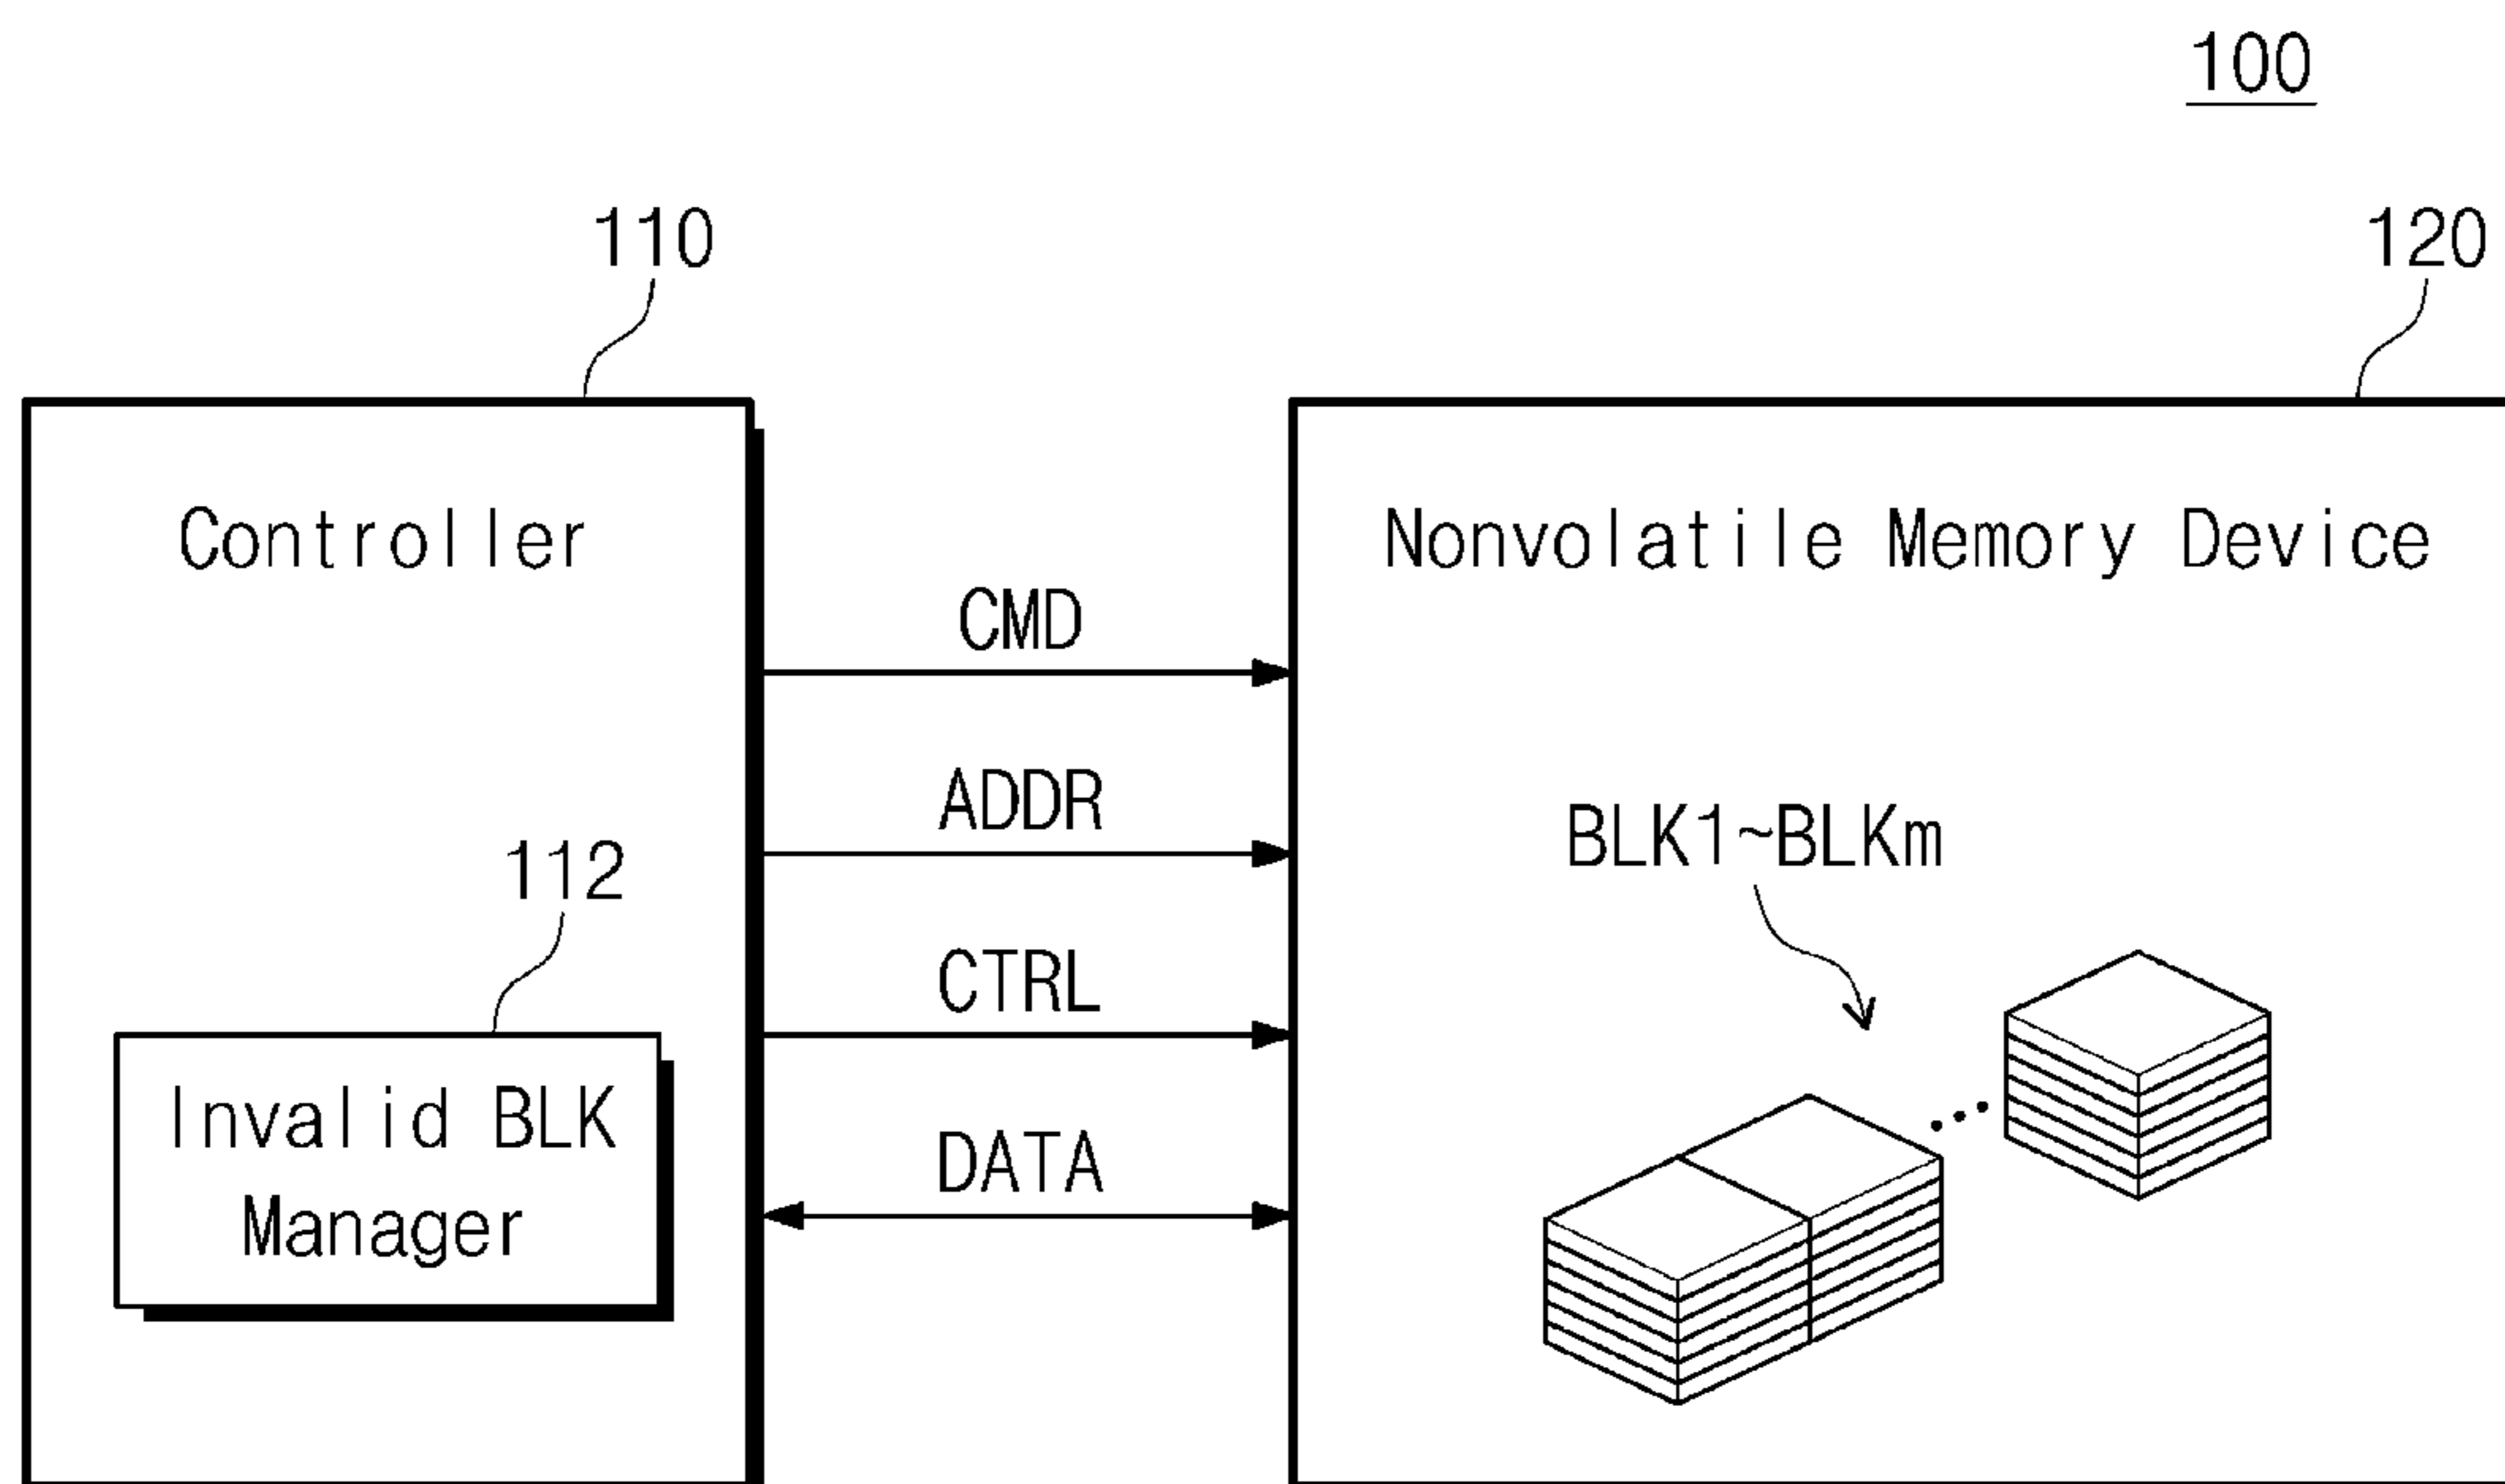 100
110
120
Controller
Nonvolatile Memory Device
CMD
ADDR
BLK1~BLKm
112
CTRL
Invalid BLK
Manager
DATA